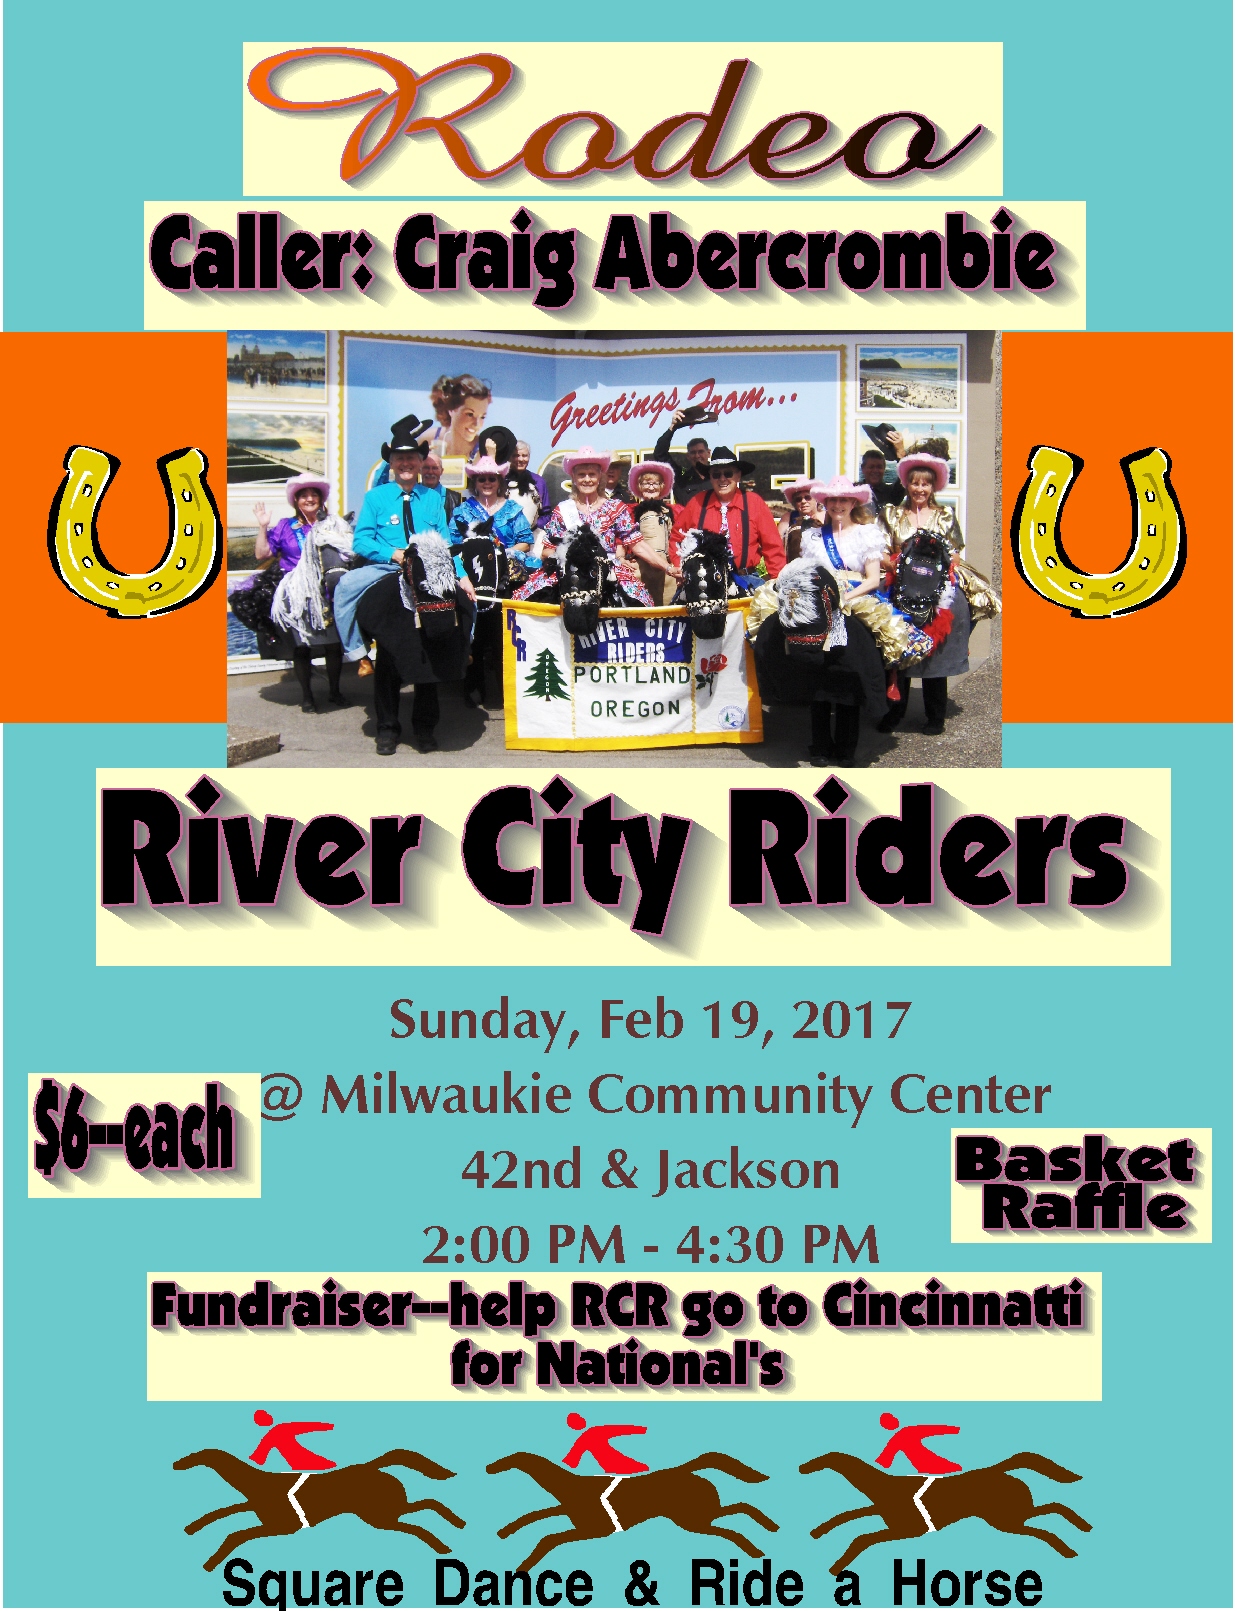 Rodeo
Caller: Craig Abercrombie
Greetings From...
RCR
OREGON
RIVER CITY
RIDERS
PORTLAND
OREGON
River City Riders
Sunday, Feb 19, 2017
@ Milwaukie Community Center
$6--each
42nd & Jackson
Basket
Raffle
2:00 PM - 4:30 PM
Fundraiser--help RCR go to Cincinnatti
for National's
Square Dance & Ride a Horse